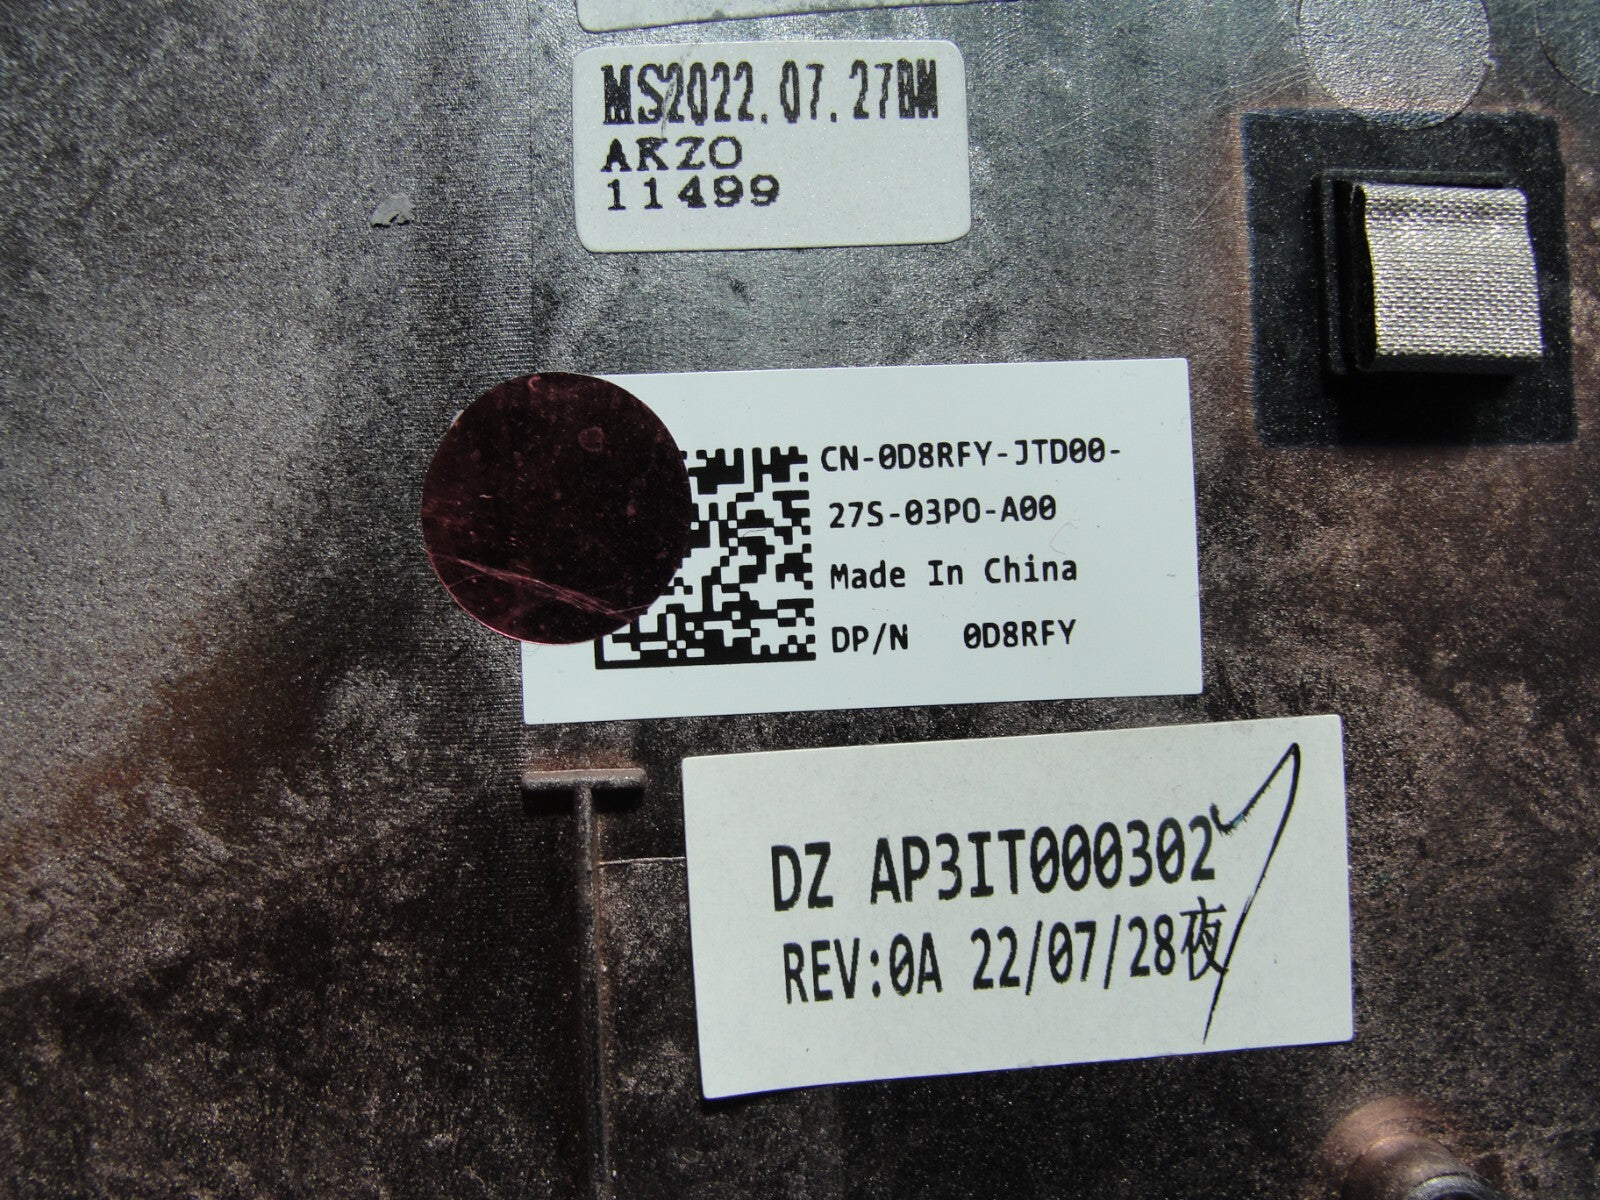 MS2022.07.27BM
AKZO
11499
CN-0D8RFY-JTD00-
27S-03PO-A00
Made In China
DP/N 0D8RFY
DZ AP3IT000302
REV:0A 22/07/28夜